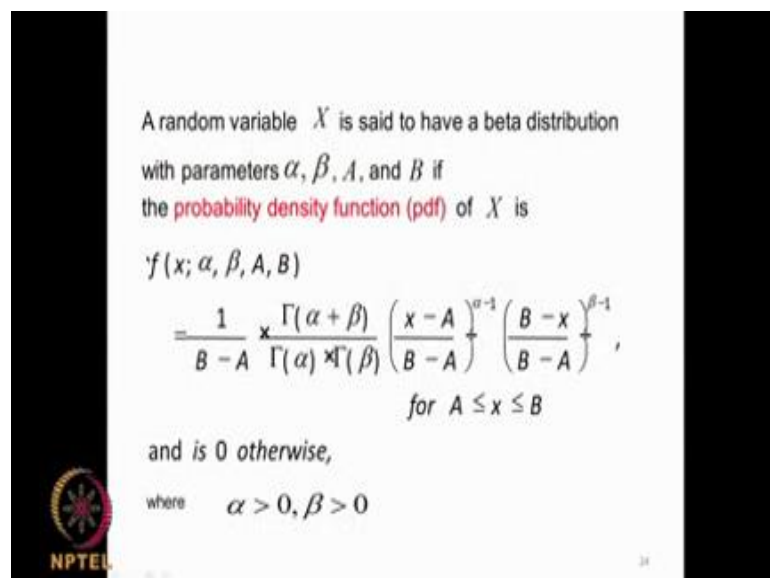 A random variable X is said to have a beta distribution
with parameters α, β, A, and B if
the probability density function (pdf) of X is
f(x; α, β, A, B)
= 1/(B − A) × Γ(α + β)/(Γ(α) × Γ(β)) ((x − A)/(B − A))^(α−1) ((B − x)/(B − A))^(β−1) ,
for A ≤ x ≤ B
and is 0 otherwise,
where α > 0, β > 0
NPTEL
24